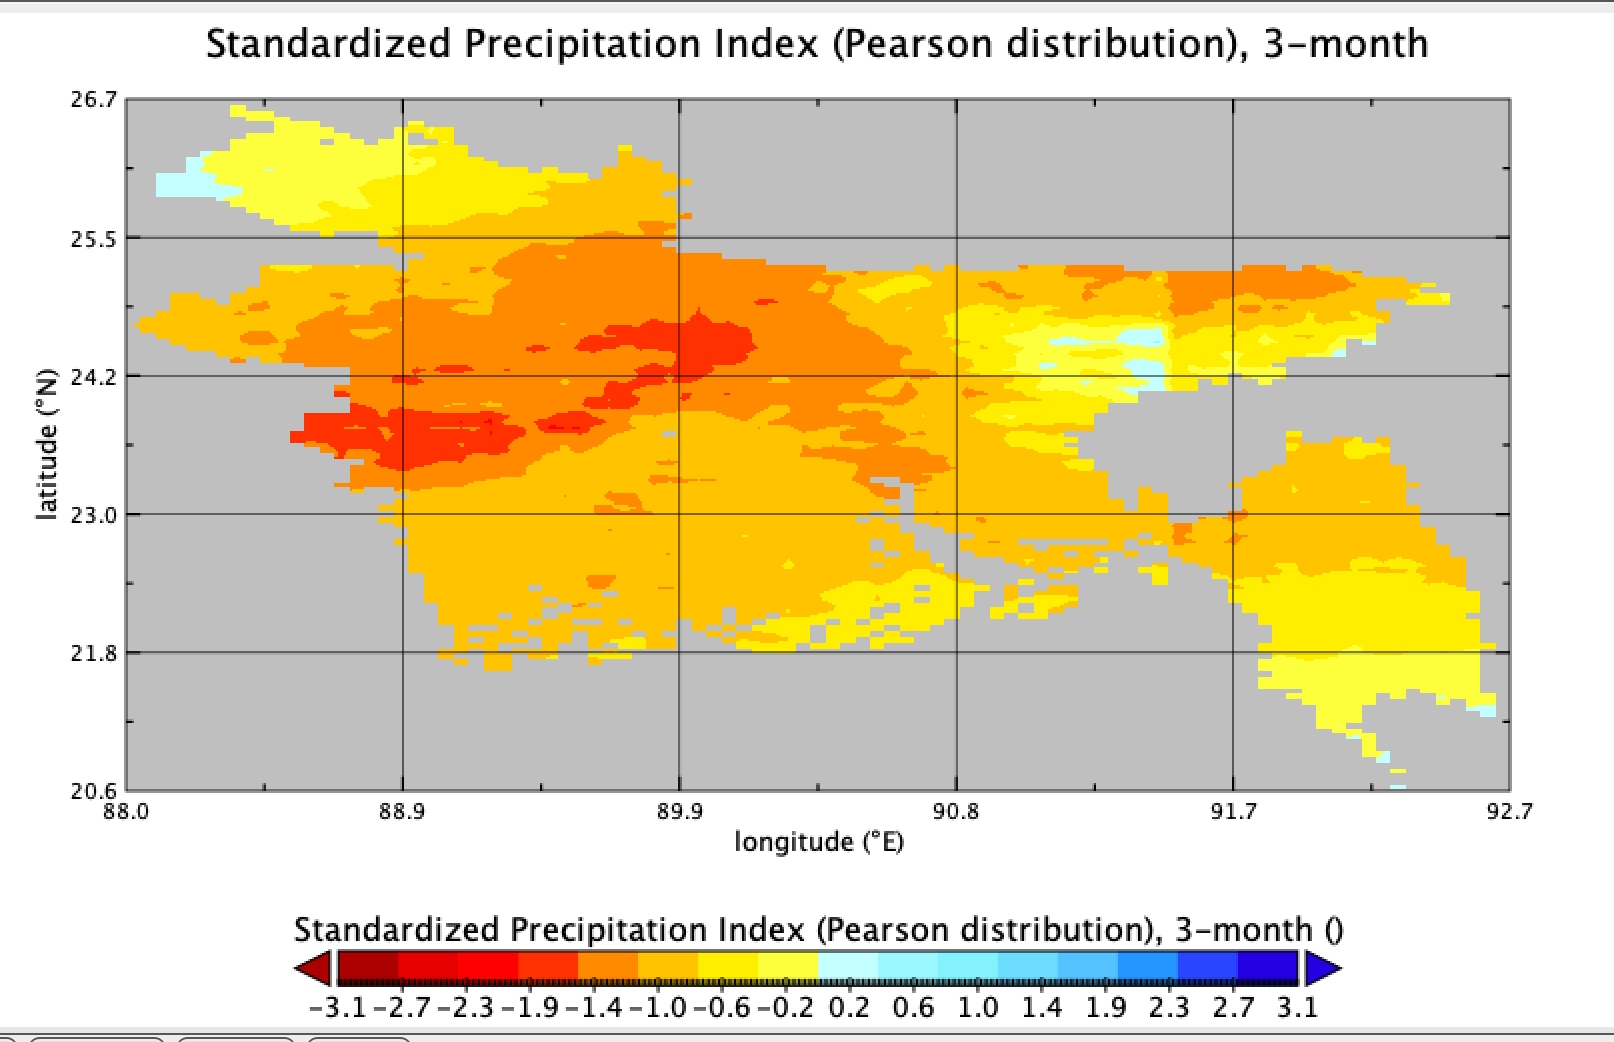 Standardized Precipitation Index (Pearson distribution), 3-month
26.7
25.5
24.2
23.0
21.8
20.6
latitude (°N)
88.0 88.9 89.9 90.8 91.7 92.7
longitude (°E)
Standardized Precipitation Index (Pearson distribution), 3-month ()
-3.1 -2.7 -2.3 -1.9 -1.4 -1.0 -0.6 -0.2 0.2 0.6 1.0 1.4 1.9 2.3 2.7 3.1